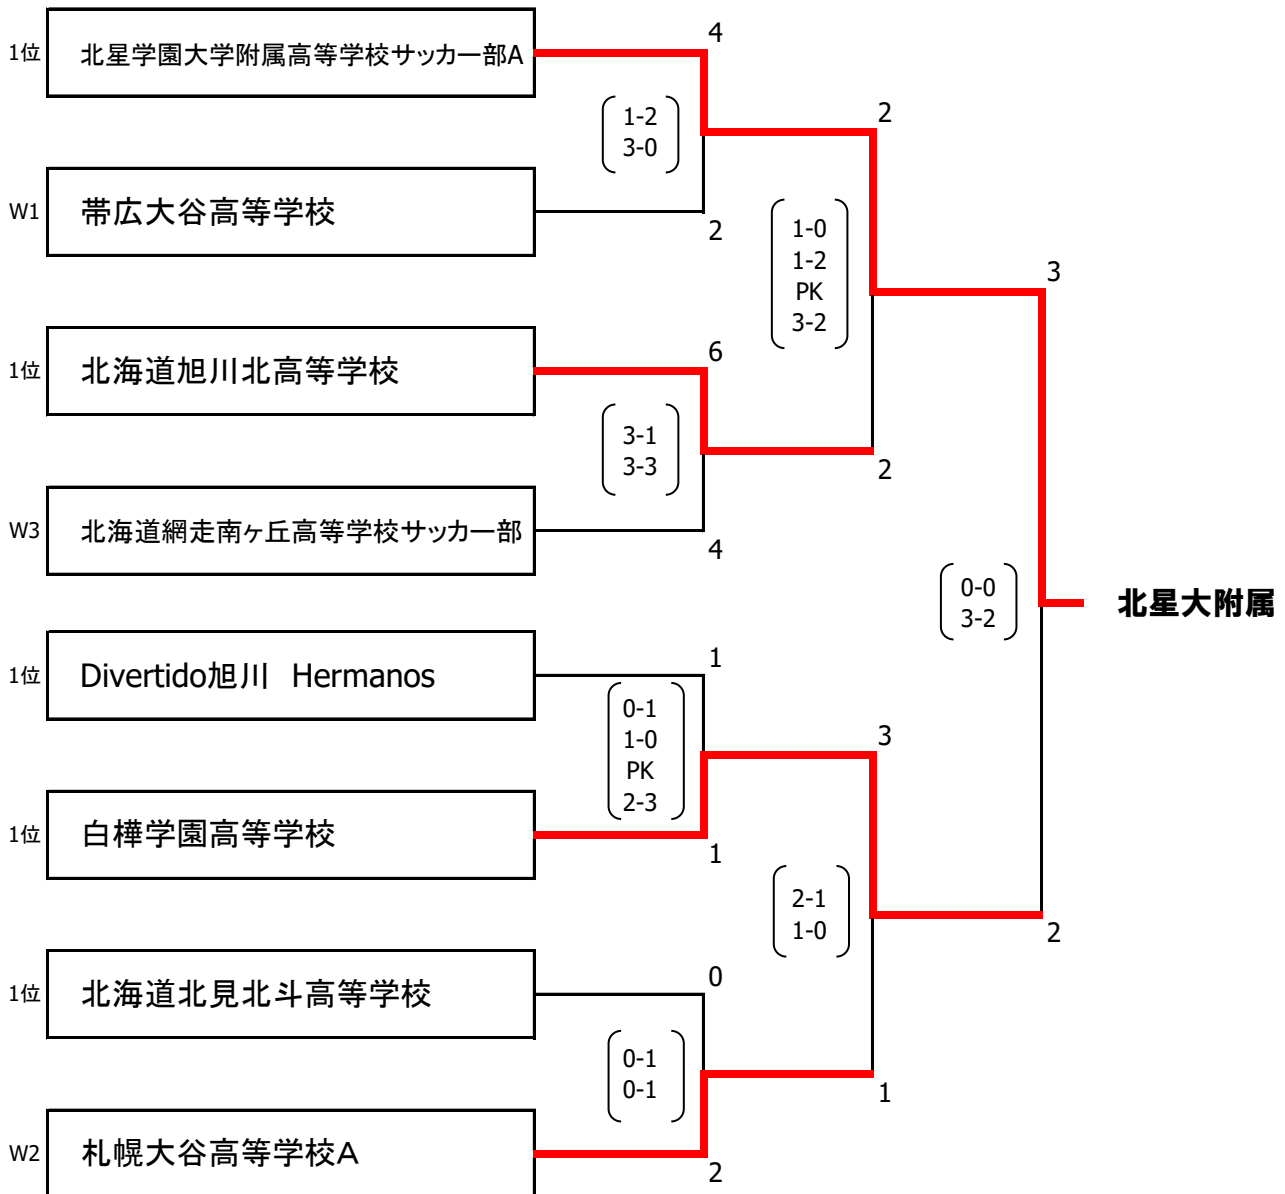 4
1位
北星学園大学附属高等学校サッカー部A
1-2
3-0
2
W1
帯広大谷高等学校
2
1-0
1-2
PK
3-2
3
6
1位
北海道旭川北高等学校
3-1
3-3
2
W3
北海道網走南ヶ丘高等学校サッカー部
4
0-0
3-2
北星大附属
1
1位
Divertido旭川 Hermanos
0-1
1-0
PK
2-3
3
1位
白樺学園高等学校
1
2-1
1-0
2
0
1位
北海道北見北斗高等学校
0-1
0-1
1
W2
札幌大谷高等学校A
2